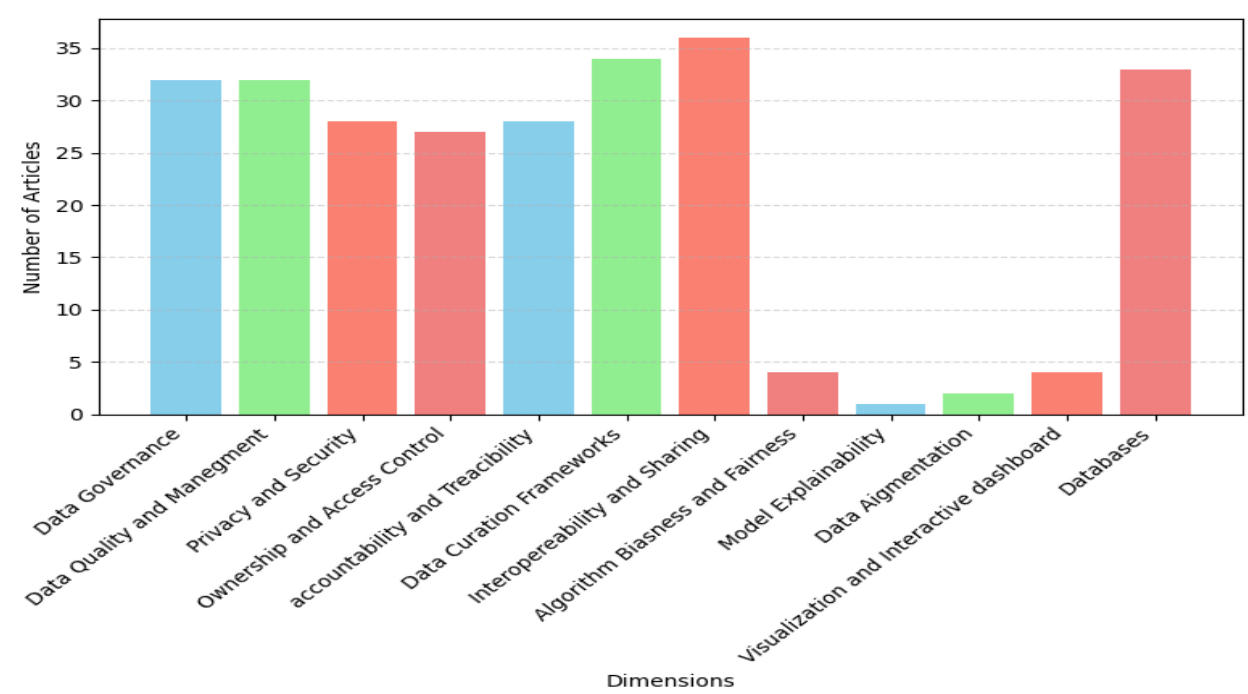 Number of Articles
35
30
25
20
15
10
5
0
Data Governance
Data Quality and Manegment
Privacy and Security
Ownership and Access Control
accountability and Treacibility
Data Curation Frameworks
Interopereability and Sharing
Algorithm Biasness and Fairness
Model Explainability
Data Aigmentation
Visualization and Interactive dashboard
Databases
Dimensions